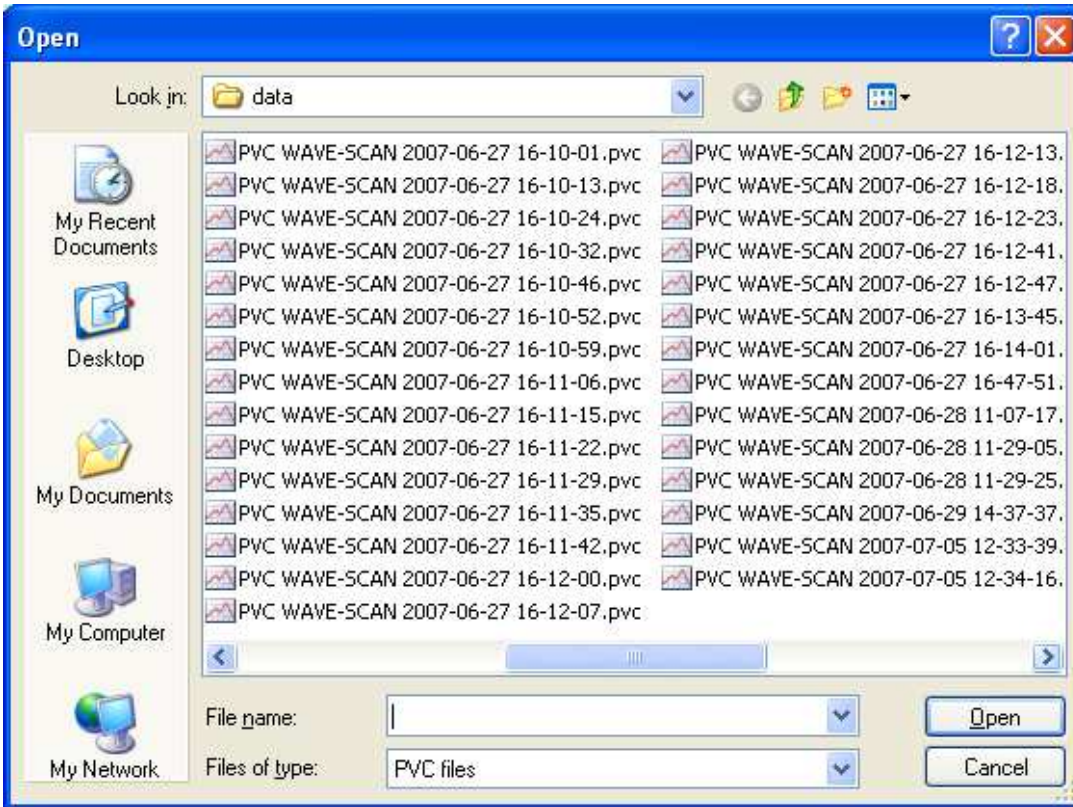 Open
Look in: data
My Recent
Documents
Desktop
My Documents
My Computer
My Network
PVC WAVE-SCAN 2007-06-27 16-10-01.pvc
PVC WAVE-SCAN 2007-06-27 16-10-13.pvc
PVC WAVE-SCAN 2007-06-27 16-10-24.pvc
PVC WAVE-SCAN 2007-06-27 16-10-32.pvc
PVC WAVE-SCAN 2007-06-27 16-10-46.pvc
PVC WAVE-SCAN 2007-06-27 16-10-52.pvc
PVC WAVE-SCAN 2007-06-27 16-10-59.pvc
PVC WAVE-SCAN 2007-06-27 16-11-06.pvc
PVC WAVE-SCAN 2007-06-27 16-11-15.pvc
PVC WAVE-SCAN 2007-06-27 16-11-22.pvc
PVC WAVE-SCAN 2007-06-27 16-11-29.pvc
PVC WAVE-SCAN 2007-06-27 16-11-35.pvc
PVC WAVE-SCAN 2007-06-27 16-11-42.pvc
PVC WAVE-SCAN 2007-06-27 16-12-00.pvc
PVC WAVE-SCAN 2007-06-27 16-12-07.pvc
PVC WAVE-SCAN 2007-06-27 16-12-13.
PVC WAVE-SCAN 2007-06-27 16-12-18.
PVC WAVE-SCAN 2007-06-27 16-12-23.
PVC WAVE-SCAN 2007-06-27 16-12-41.
PVC WAVE-SCAN 2007-06-27 16-12-47.
PVC WAVE-SCAN 2007-06-27 16-13-45.
PVC WAVE-SCAN 2007-06-27 16-14-01.
PVC WAVE-SCAN 2007-06-27 16-47-51.
PVC WAVE-SCAN 2007-06-28 11-07-17.
PVC WAVE-SCAN 2007-06-28 11-29-05.
PVC WAVE-SCAN 2007-06-28 11-29-25.
PVC WAVE-SCAN 2007-06-29 14-37-37.
PVC WAVE-SCAN 2007-07-05 12-33-39.
PVC WAVE-SCAN 2007-07-05 12-34-16.
File name:
Open
Files of type: PVC files
Cancel